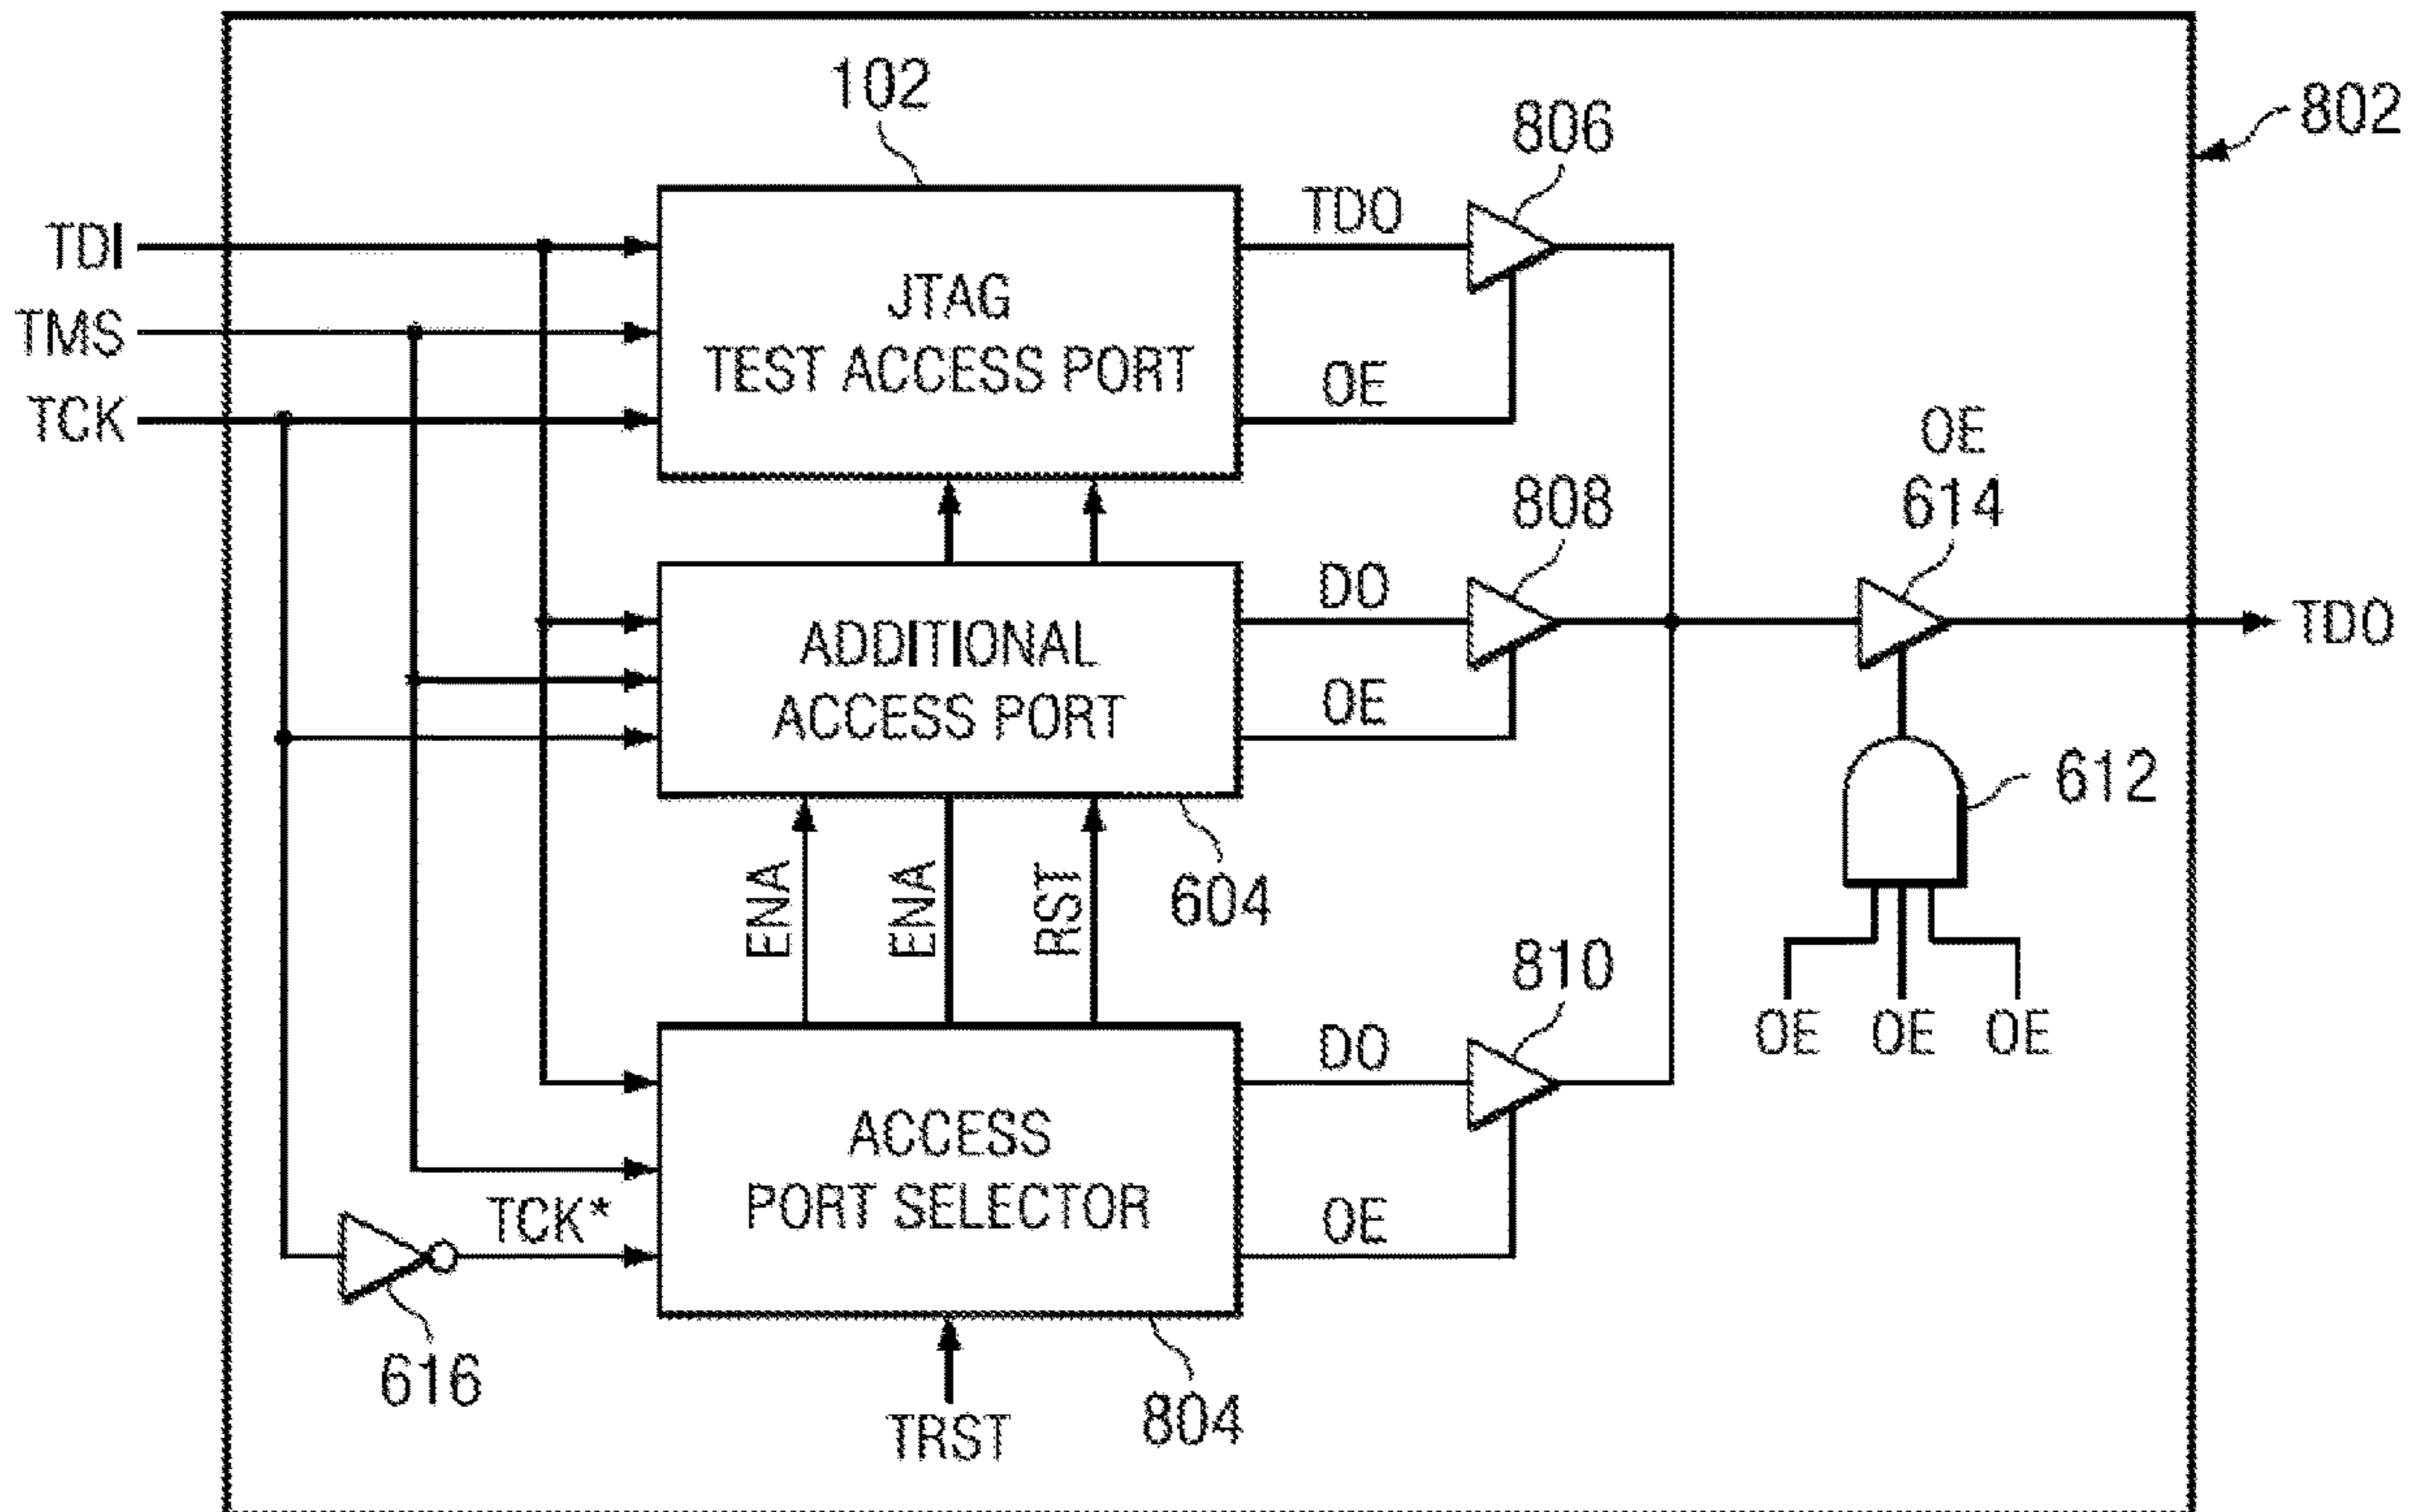 102
806
802
TDI
TDO
JTAG
TEST ACCESS PORT
TMS
OE
TCK
OE
614
808
DO
TDO
ADDITIONAL
ACCESS PORT
OE
612
ENA
ENA
RST
604
810
OE
OE
OE
DO
ACCESS
PORT SELECTOR
TCK*
OE
616
TRST
804